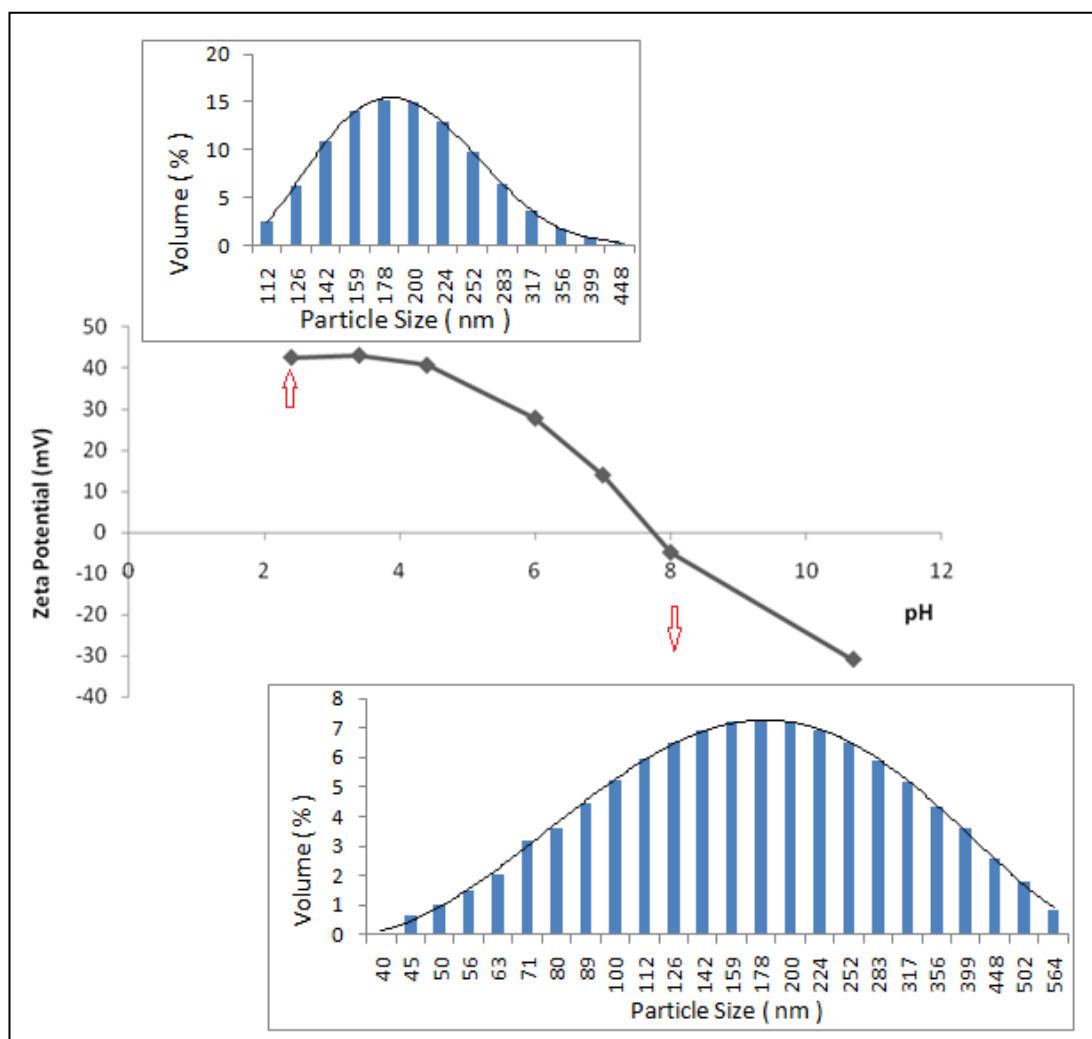 20
15
10
5
0
Volume ( % )
112 126 142 159 178 200 224 252 283 317 356 399 448
Particle Size ( nm )
50
40
30
20
10
0
-10
-20
-30
-40
Zeta Potential (mV)
0 2 4 6 8 10 12
pH
8
7
6
5
4
3
2
1
0
Volume ( % )
40 45 50 56 63 71 80 89 100 112 126 142 159 178 200 224 252 283 317 356 399 448 502 564
Particle Size ( nm )